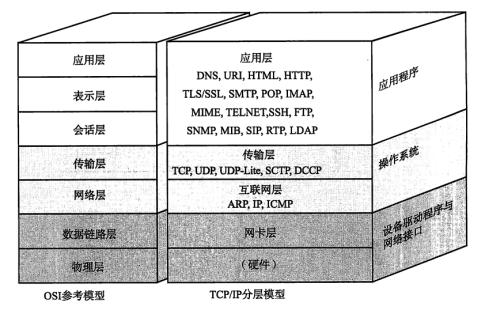 应用层
表示层
会话层
传输层
网络层
数据链路层
物理层
OSI参考模型
应用层
DNS, URI, HTML, HTTP,
TLS/SSL, SMTP, POP, IMAP,
MIME, TELNET,SSH, FTP,
SNMP, MIB, SIP, RTP, LDAP
传输层
TCP, UDP, UDP-Lite, SCTP, DCCP
互联网层
ARP, IP, ICMP
网卡层
(硬件)
TCP/IP分层模型
应用程序
操作系统
设备驱动程序与
网络接口